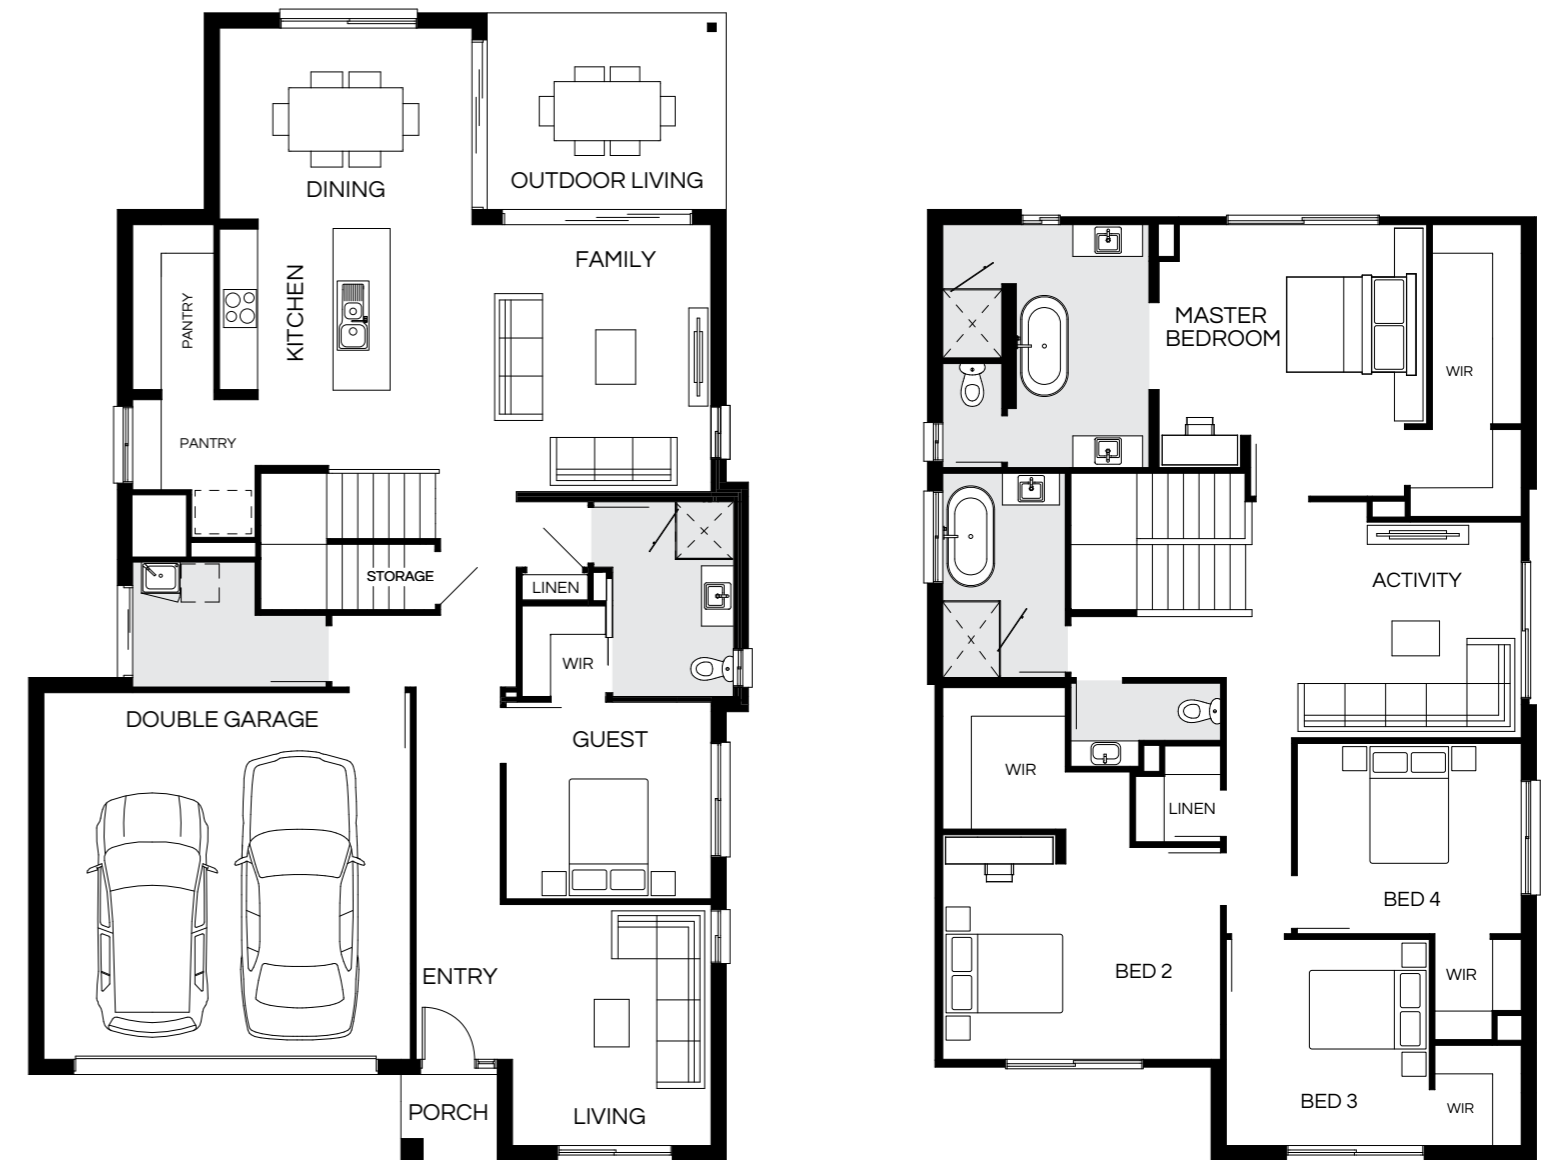 DINING
OUTDOOR LIVING
FAMILY
KITCHEN
PANTRY
PANTRY
STORAGE
LINEN
WIR
DOUBLE GARAGE
GUEST
ENTRY
PORCH
LIVING
MASTER
BEDROOM
WIR
ACTIVITY
WIR
LINEN
BED 4
BED 2
WIR
BED 3
WIR